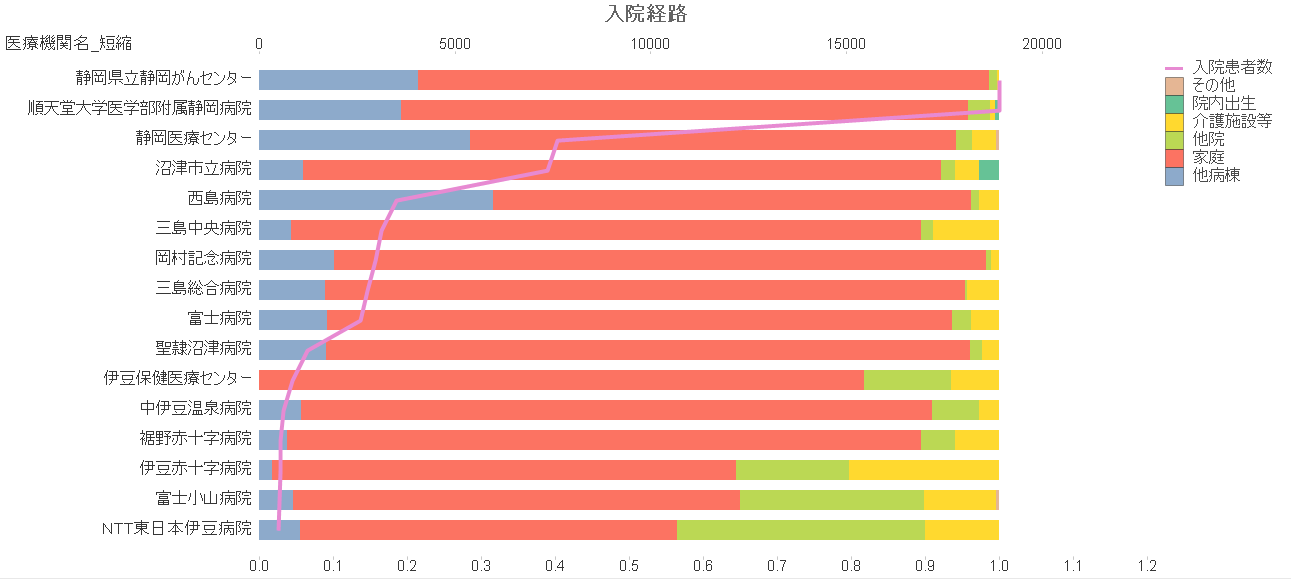 入院経路
医療機関名_短縮
0 5000 10000 15000 20000
静岡県立静岡がんセンター
順天堂大学医学部附属静岡病院
静岡医療センター
沼津市立病院
西島病院
三島中央病院
岡村記念病院
三島総合病院
富士病院
聖隷沼津病院
伊豆保健医療センター
中伊豆温泉病院
裾野赤十字病院
伊豆赤十字病院
富士小山病院
NTT東日本伊豆病院
0.0 0.1 0.2 0.3 0.4 0.5 0.6 0.7 0.8 0.9 1.0 1.1 1.2
入院患者数
その他
院内出生
介護施設等
他院
家庭
他病棟